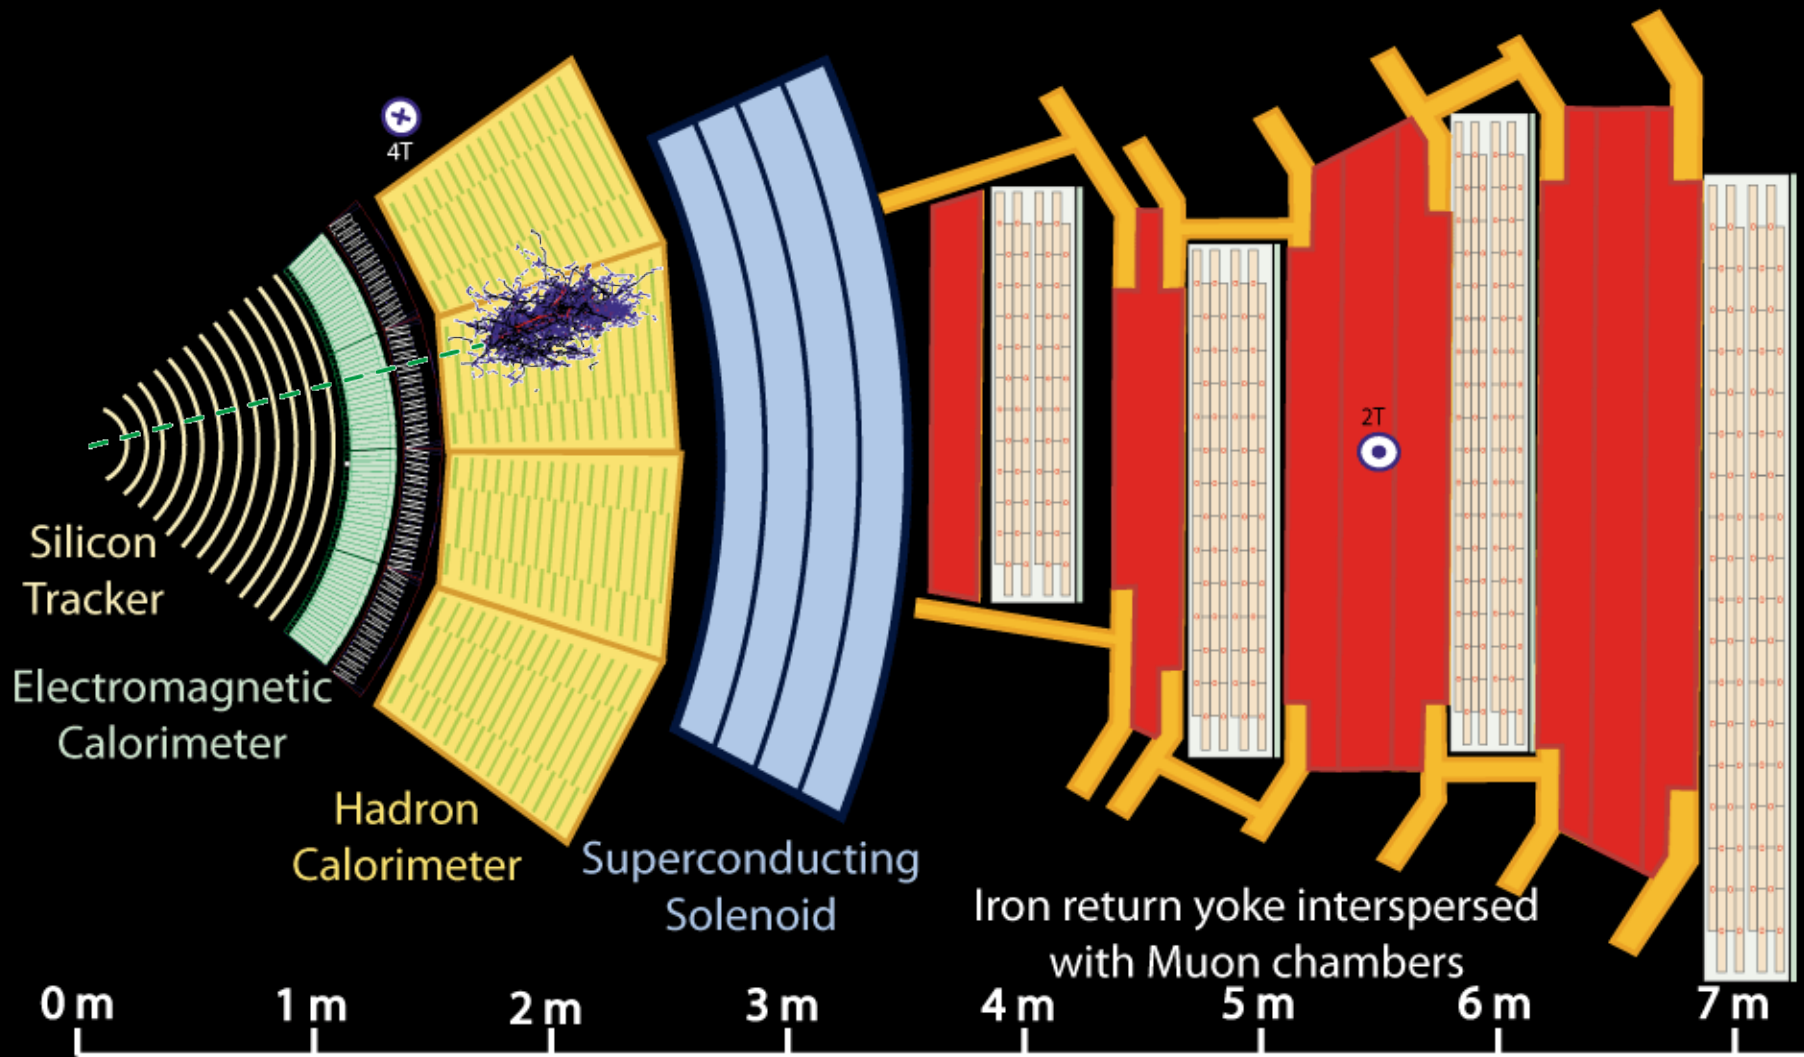 4T
2T
Silicon
Tracker
Electromagnetic
Calorimeter
Hadron
Calorimeter
Superconducting
Solenoid
Iron return yoke interspersed
with Muon chambers
0 m 1 m 2 m 3 m 4 m 5 m 6 m 7 m